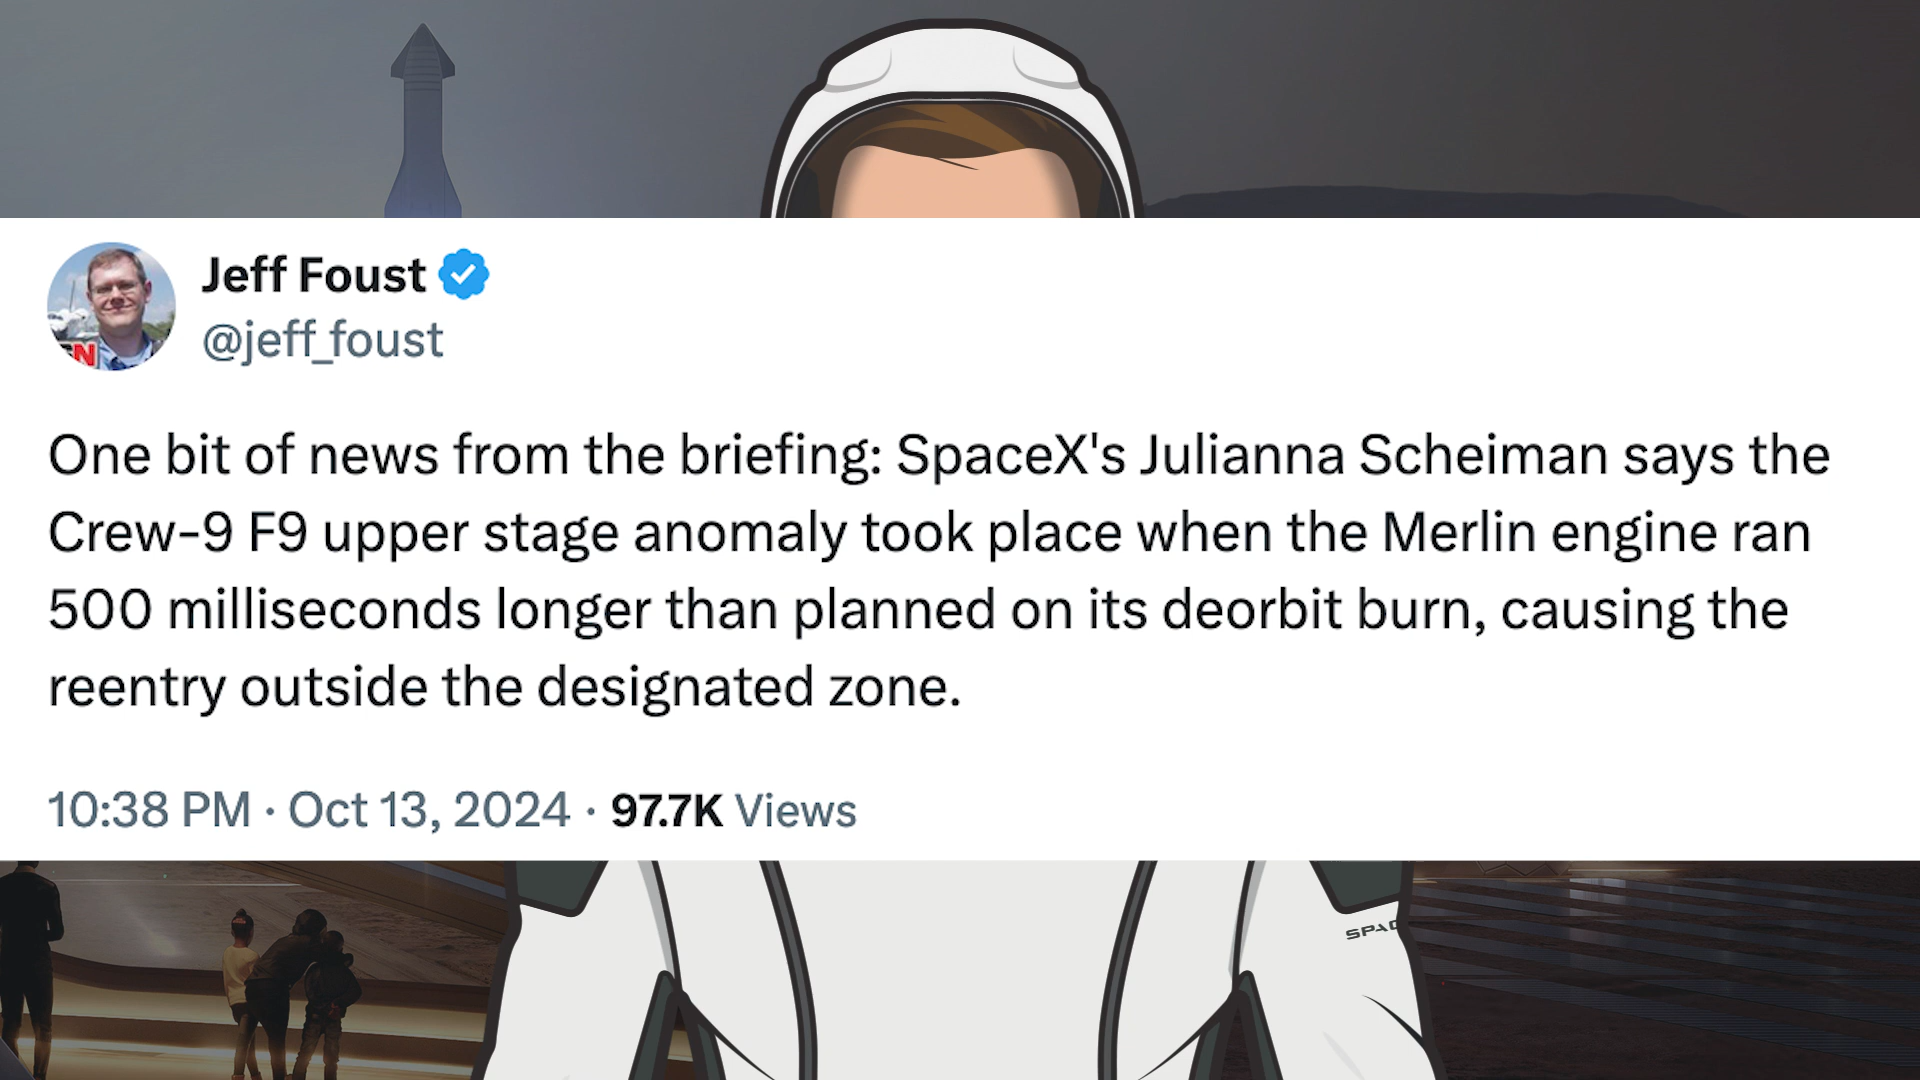 Jeff Foust
@jeff_foust
One bit of news from the briefing: SpaceX's Julianna Scheiman says the
Crew-9 F9 upper stage anomaly took place when the Merlin engine ran
500 milliseconds longer than planned on its deorbit burn, causing the
reentry outside the designated zone.
10:38 PM · Oct 13, 2024 · 97.7K Views
SPAC